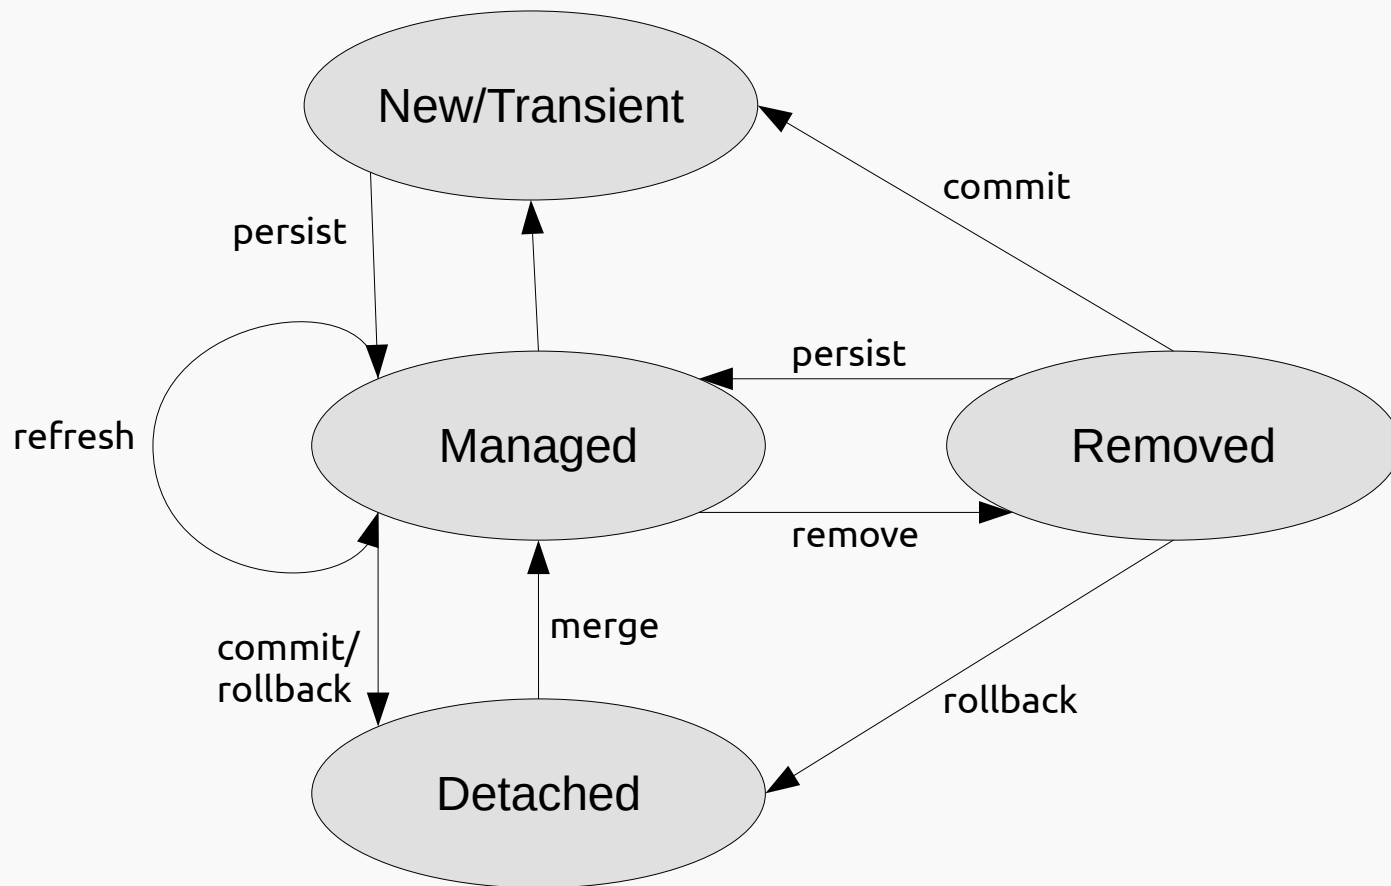 New/Transient
commit
persist
persist
refresh
Managed
Removed
remove
merge
commit/
rollback
rollback
Detached